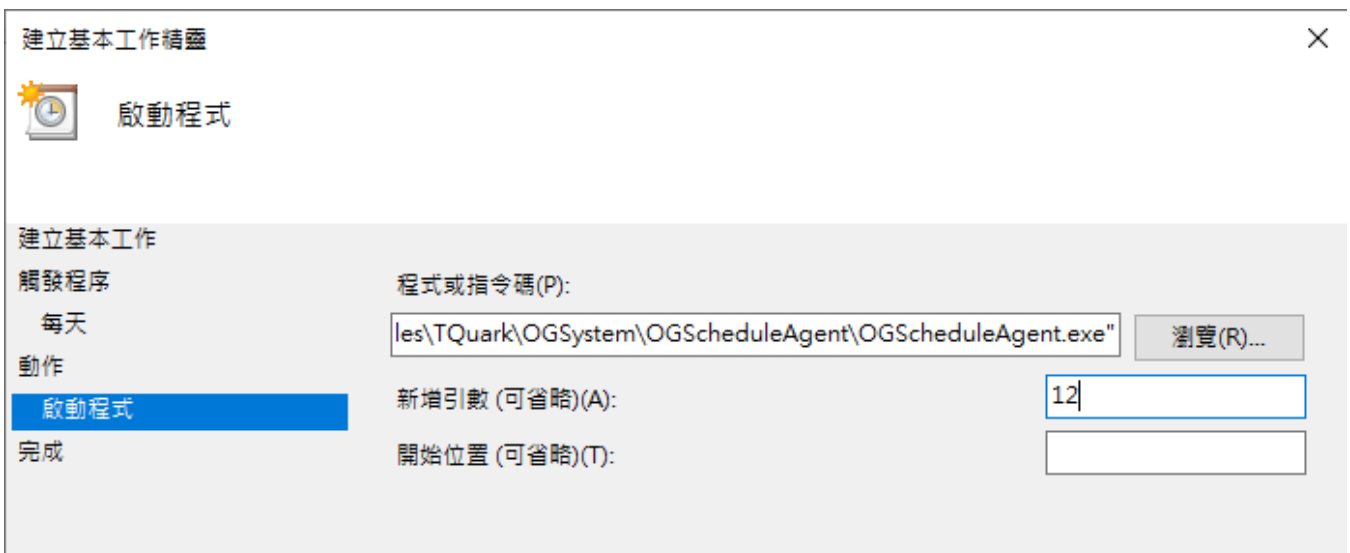 建立基本工作精靈
啟動程式
建立基本工作
觸發程序
每天
動作
啟動程式
完成
程式或指令碼(P):
les\TQuark\OGSystem\OGScheduleAgent\OGScheduleAgent.exe"
瀏覽(R)...
新增引數 (可省略)(A):
12
開始位置 (可省略)(T):